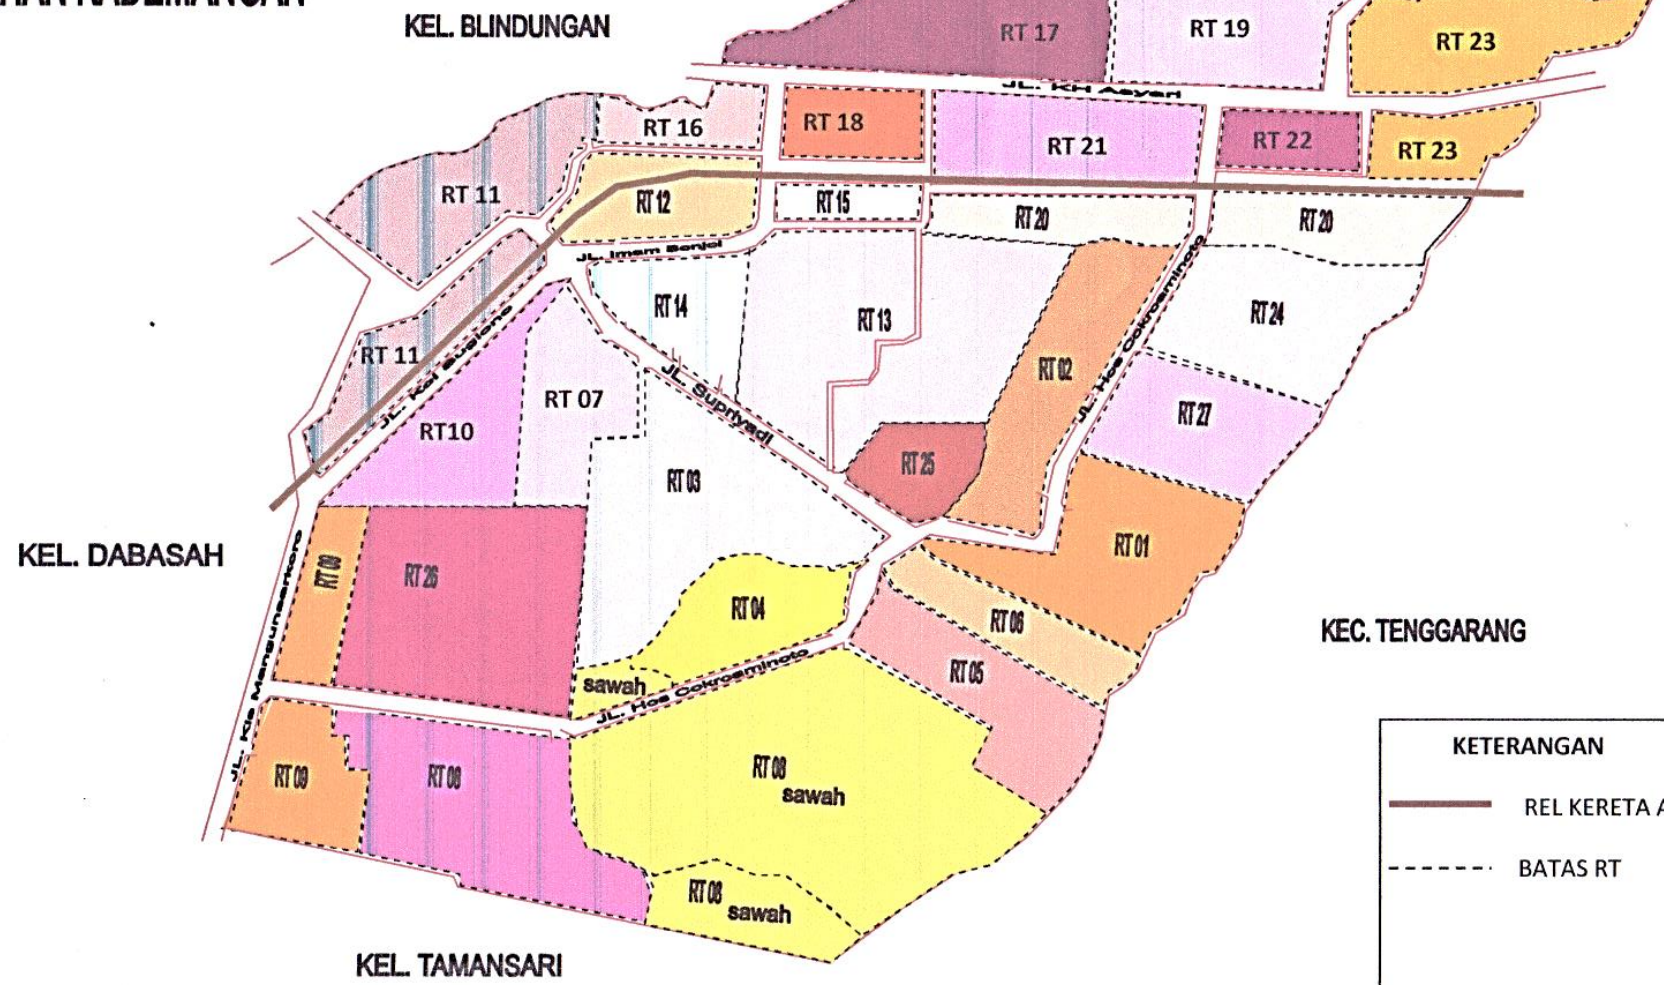 KEL. BLINDUNGAN
RT 17
RT 19
RT 23
JL. KH Asyari
RT 16
RT 18
RT 21
RT 22
RT 23
RT 11
RT 12
RT 15
RT 20
RT 20
JL. Imam Bonjol
JL. Hos Cokroaminoto
RT 14
RT 13
RT 24
RT 11
JL. Kol Sugiono
RT 02
RT 07
JL. Supriyadi
RT 27
RT10
RT 25
RT 03
KEL. DABASAH
RT 09
RT 26
RT 01
RT 04
RT 06
KEC. TENGGARANG
RT 05
JL. Kis Mangunsarkoro
sawah
JL. Hos Cokroaminoto
KETERANGAN
RT 09
RT 08
RT 08
sawah
REL KERETA A
BATAS RT
RT 08
sawah
KEL. TAMANSARI